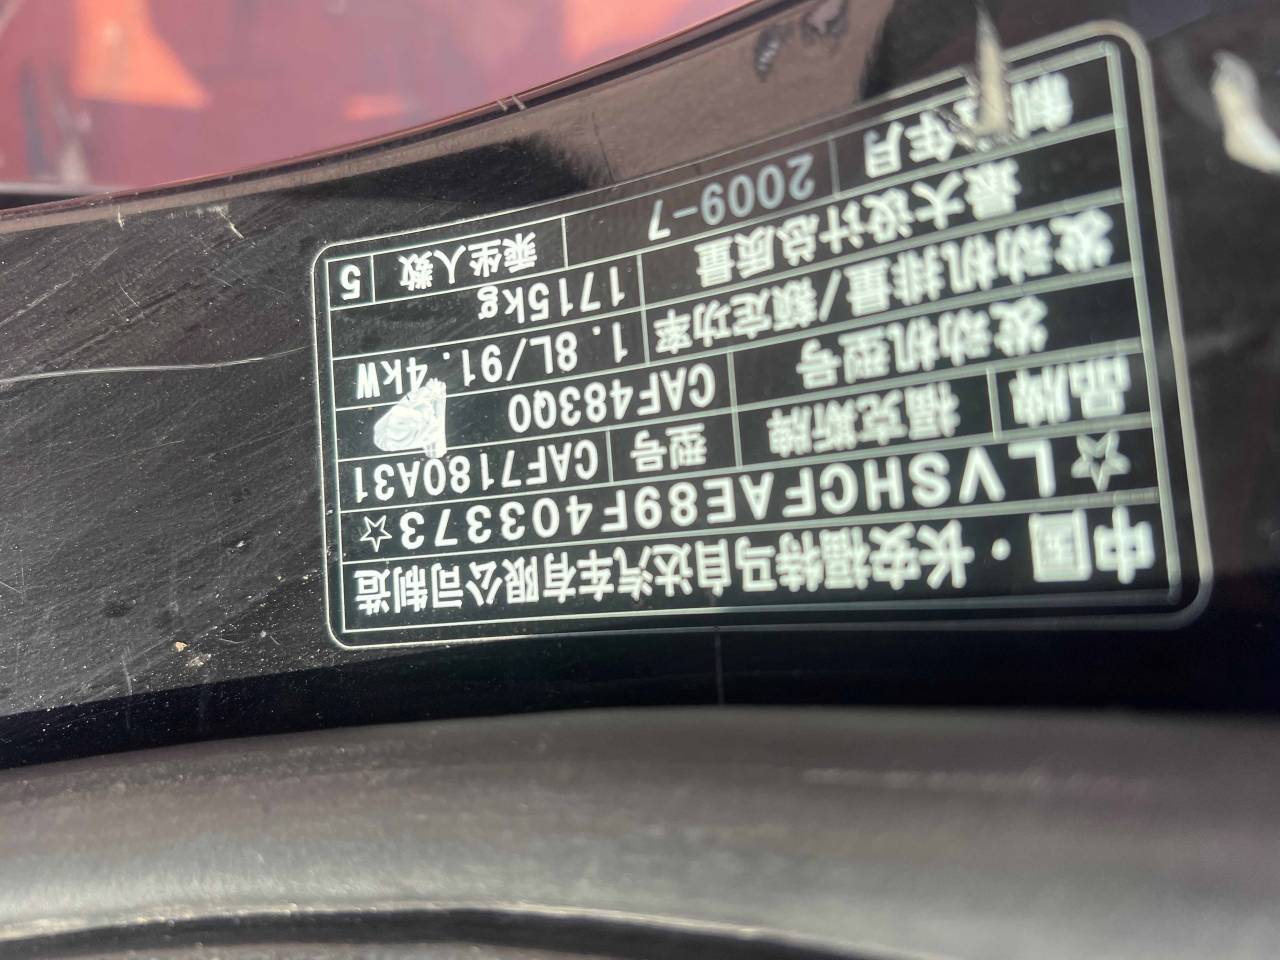 中国·长安福特马自达汽车有限公司制造
☆LVSHCFAE89F403373☆
品牌 福克斯牌 型号 CAF7180A31
发动机型号 CAF483Q0
发动机排量/额定功率 1.8L/91.4kW
最大设计总质量 1715kg
制造年月 2009-7 乘坐人数 5